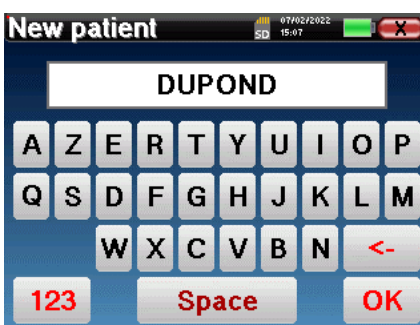 New patient
SD
07/02/2022
15:07
X
DUPOND
A Z E R T Y U I O P
Q S D F G H J K L M
W X C V B N <-
123 Space OK